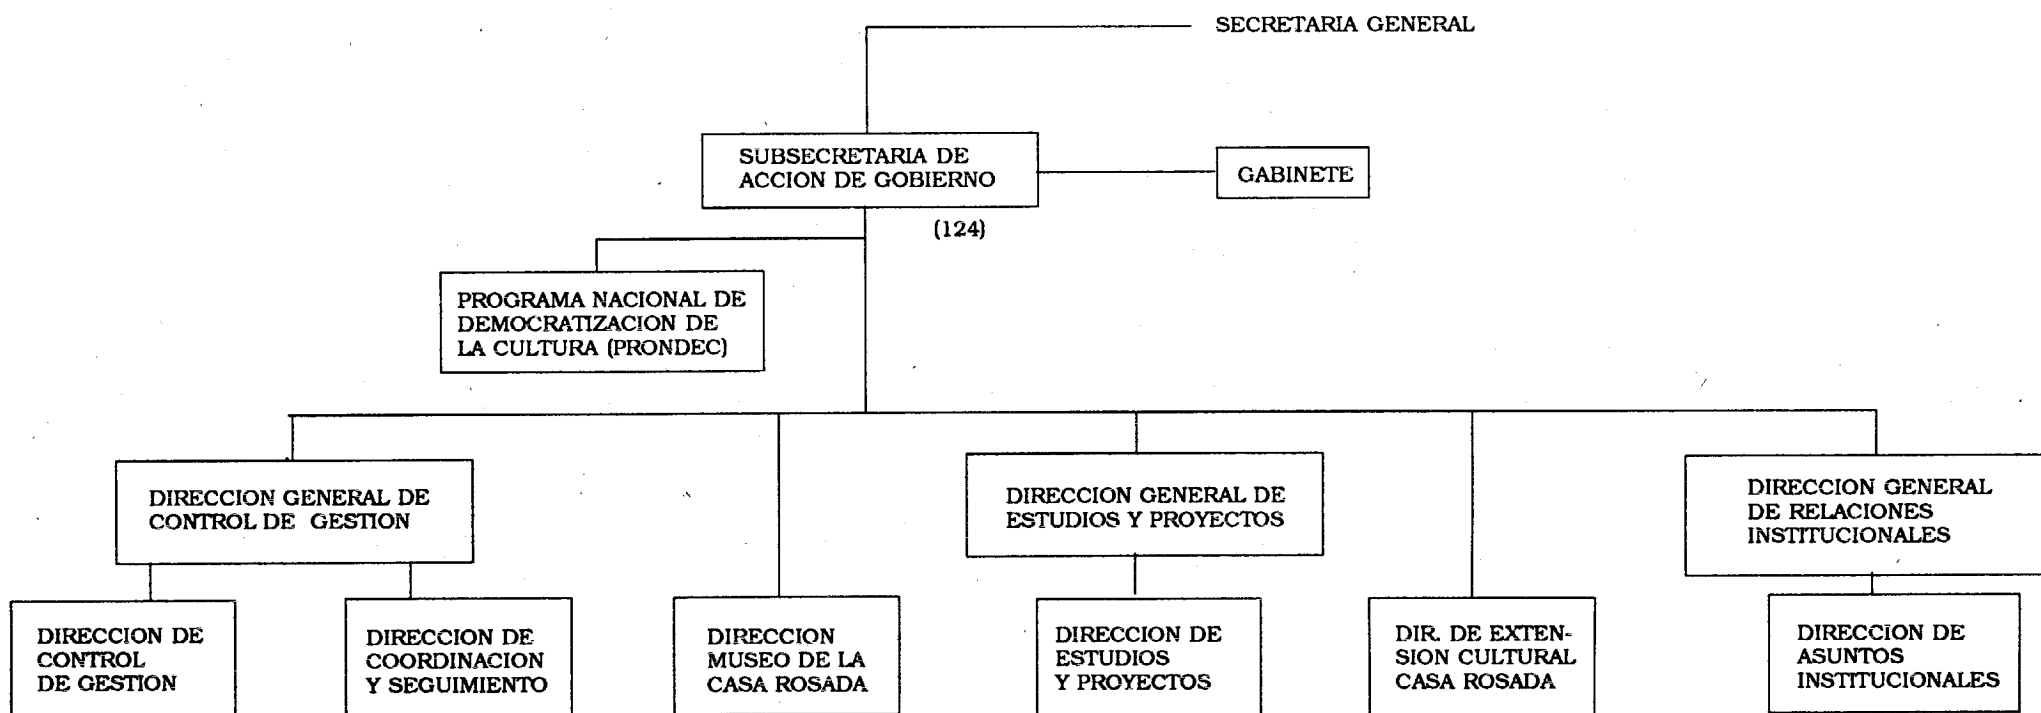 SECRETARIA GENERAL
SUBSECRETARIA DE
ACCION DE GOBIERNO
GABINETE
(124)
PROGRAMA NACIONAL DE
DEMOCRATIZACION DE
LA CULTURA (PRONDEC)
DIRECCION GENERAL DE
CONTROL DE GESTION
DIRECCION GENERAL DE
ESTUDIOS Y PROYECTOS
DIRECCION GENERAL
DE RELACIONES
INSTITUCIONALES
DIRECCION DE
CONTROL
DE GESTION
DIRECCION DE
COORDINACION
Y SEGUIMIENTO
DIRECCION
MUSEO DE LA
CASA ROSADA
DIRECCION DE
ESTUDIOS
Y PROYECTOS
DIR. DE EXTEN-
SION CULTURAL
CASA ROSADA
DIRECCION DE
ASUNTOS
INSTITUCIONALES